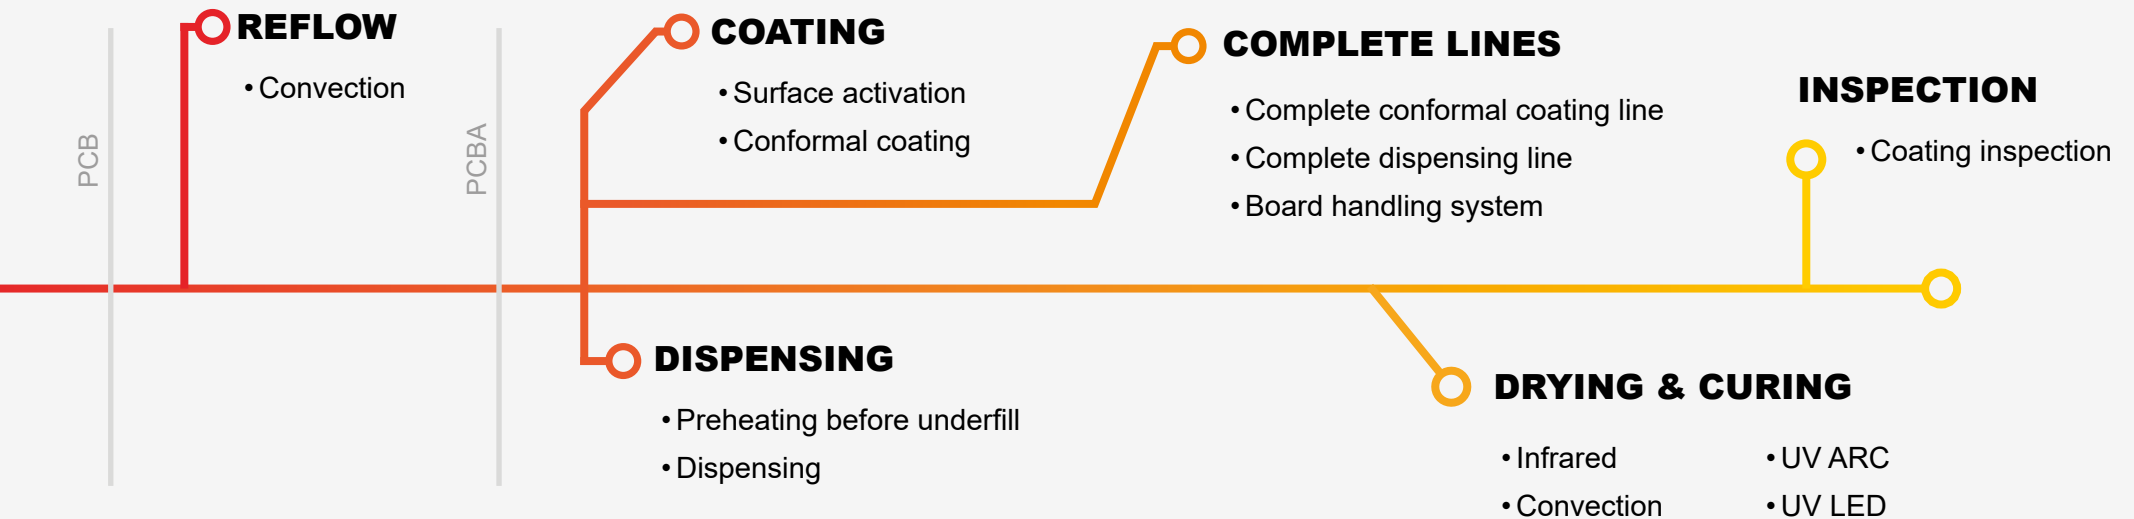 PCB
REFLOW
• Convection
PCBA
COATING
• Surface activation
• Conformal coating
DISPENSING
• Preheating before underfill
• Dispensing
COMPLETE LINES
• Complete conformal coating line
• Complete dispensing line
• Board handling system
DRYING & CURING
• Infrared
• Convection
• UV ARC
• UV LED
INSPECTION
• Coating inspection